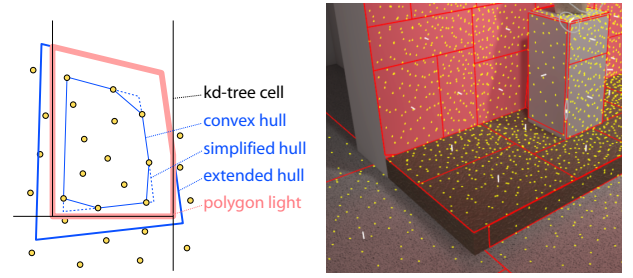 kd-tree cell
convex hull
simplified hull
extended hull
polygon light